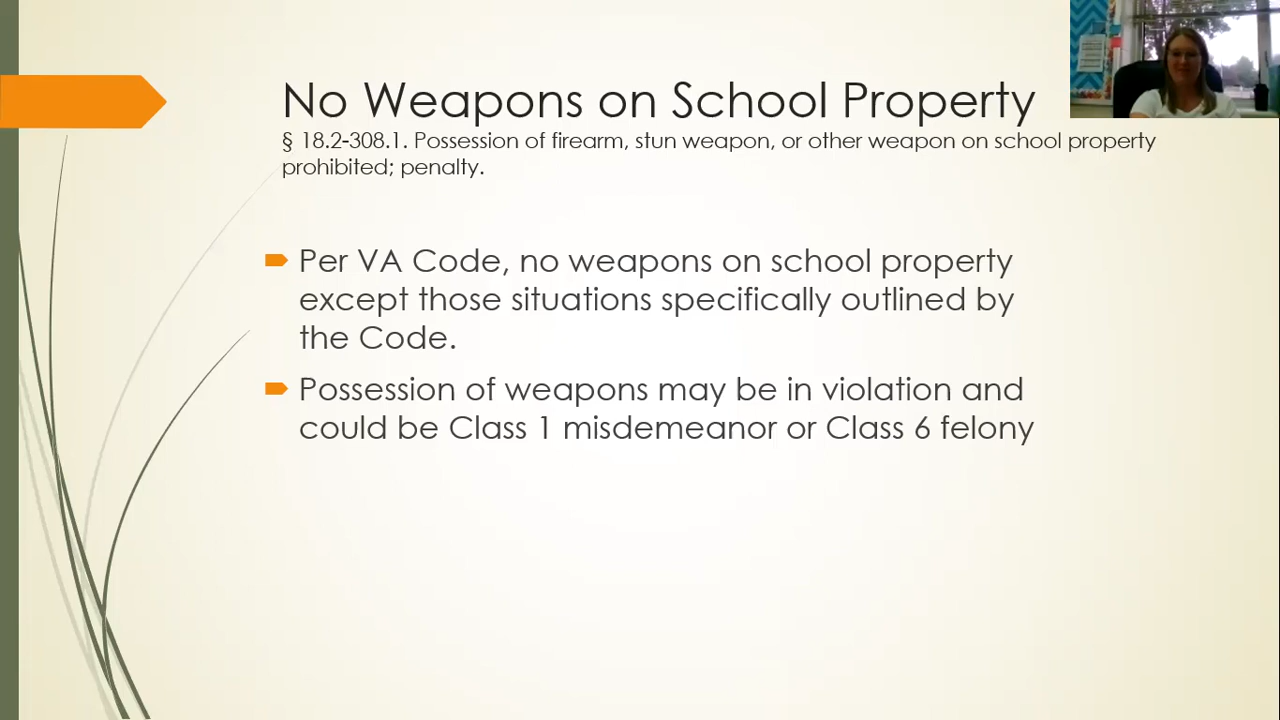 No Weapons on School Property
§ 18.2-308.1. Possession of firearm, stun weapon, or other weapon on school property
prohibited; penalty.
Per VA Code, no weapons on school property
except those situations specifically outlined by
the Code.
Possession of weapons may be in violation and
could be Class 1 misdemeanor or Class 6 felony